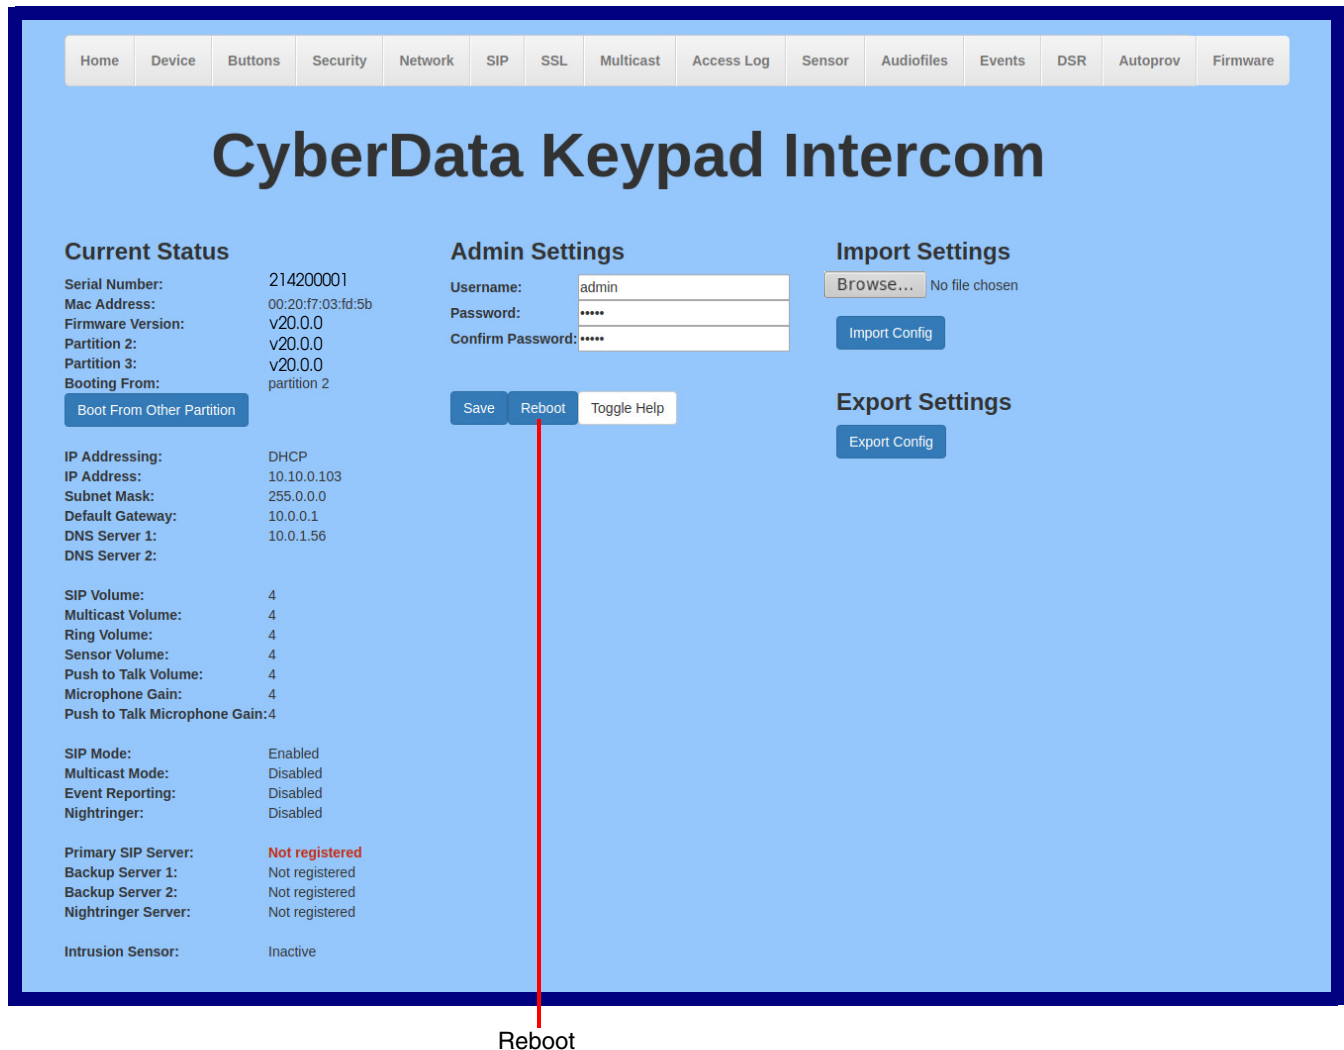 Home Device Buttons Security Network SIP SSL Multicast Access Log Sensor Audiofiles Events DSR Autoprov Firmware
CyberData Keypad Intercom
Current Status
Serial Number: 214200001
Mac Address: 00:20:f7:03:fd:5b
Firmware Version: v20.0.0
Partition 2: v20.0.0
Partition 3: v20.0.0
Booting From: partition 2
Boot From Other Partition
IP Addressing: DHCP
IP Address: 10.10.0.103
Subnet Mask: 255.0.0.0
Default Gateway: 10.0.0.1
DNS Server 1: 10.0.1.56
DNS Server 2:
SIP Volume: 4
Multicast Volume: 4
Ring Volume: 4
Sensor Volume: 4
Push to Talk Volume: 4
Microphone Gain: 4
Push to Talk Microphone Gain: 4
SIP Mode: Enabled
Multicast Mode: Disabled
Event Reporting: Disabled
Nightringer: Disabled
Primary SIP Server: Not registered
Backup Server 1: Not registered
Backup Server 2: Not registered
Nightringer Server: Not registered
Intrusion Sensor: Inactive
Admin Settings
Username: admin
Password: •••••
Confirm Password: •••••
Save Reboot Toggle Help
Import Settings
Browse... No file chosen
Import Config
Export Settings
Export Config
Reboot